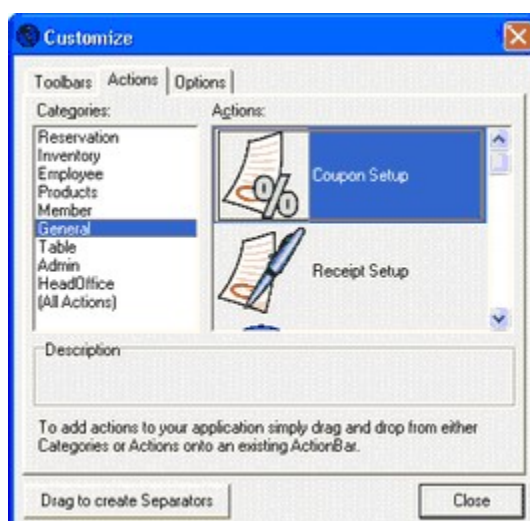 Customize
Toolbars Actions Options
Categories: Actions:
Reservation
Inventory
Employee
Products
Member
General
Table
Admin
HeadOffice
(All Actions)
%
Coupon Setup
Receipt Setup
Description
To add actions to your application simply drag and drop from either
Categories or Actions onto an existing ActionBar.
Drag to create Separators Close